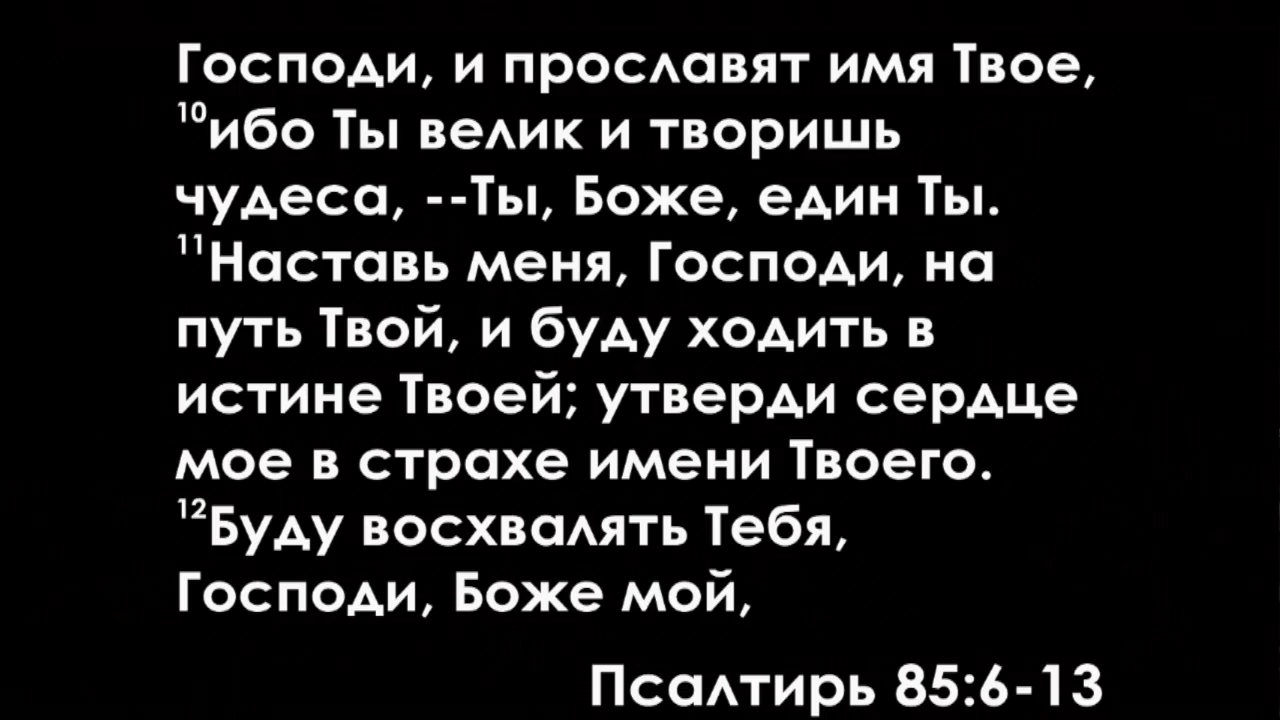 Господи, и прославят имя Твое,
¹⁰ибо Ты велик и творишь
чудеса, --Ты, Боже, един Ты.
¹¹Наставь меня, Господи, на
путь Твой, и буду ходить в
истине Твоей; утверди сердце
мое в страхе имени Твоего.
¹²Буду восхвалять Тебя,
Господи, Боже мой,
Псалтирь 85:6-13